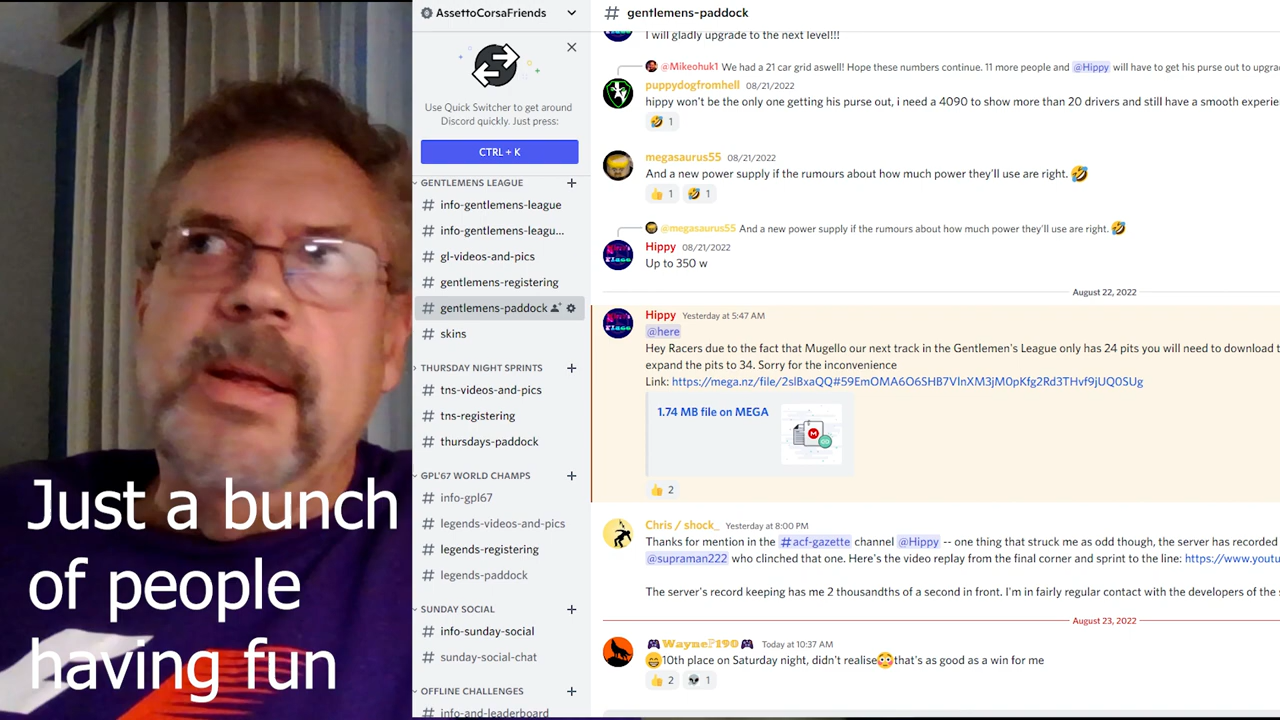 AssettoCorsaFriends
Use Quick Switcher to get around
Discord quickly. Just press:
CTRL + K
GENTLEMENS LEAGUE
# info-gentlemens-league
# info-gentlemens-leagu...
# gl-videos-and-pics
# gentlemens-registering
# gentlemens-paddock
# skins
THURSDAY NIGHT SPRINTS
# tns-videos-and-pics
# tns-registering
# thursdays-paddock
GPL'67 WORLD CHAMPS
# info-gpl67
# legends-videos-and-pics
# legends-registering
# legends-paddock
SUNDAY SOCIAL
# info-sunday-social
# sunday-social-chat
OFFLINE CHALLENGES
# info-and-leaderboard
# gentlemens-paddock
I will gladly upgrade to the next level!!!
@Mikeohuk1 We had a 21 car grid aswell! Hope these numbers continue. 11 more people and @Hippy will have to get his purse out to upgra
puppydogfromhell 08/21/2022
hippy won't be the only one getting his purse out, i need a 4090 to show more than 20 drivers and still have a smooth experie
🤣 1
megasaurus55 08/21/2022
And a new power supply if the rumours about how much power they'll use are right. 🤣
👍 1 🤣 1
@megasaurus55 And a new power supply if the rumours about how much power they'll use are right. 🤣
Hippy 08/21/2022
Up to 350 w
August 22, 2022
Hippy Yesterday at 5:47 AM
@here
Hey Racers due to the fact that Mugello our next track in the Gentlemen's League only has 24 pits you will need to download t
expand the pits to 34. Sorry for the inconvenience
Link: https://mega.nz/file/2slBxaQQ#59EmOMA6O6SHB7VInXM3jM0pKfg2Rd3THvf9jUQ0SUg
1.74 MB file on MEGA
👍 2
Chris / shock_ Yesterday at 8:00 PM
Thanks for mention in the # acf-gazette channel @Hippy -- one thing that struck me as odd though, the server has recorded
@supraman222 who clinched that one. Here's the video replay from the final corner and sprint to the line: https://www.youtu
The server's record keeping has me 2 thousandths of a second in front. I'm in fairly regular contact with the developers of the s
August 23, 2022
🎮Wayne🏳190🎮 Today at 10:37 AM
😁10th place on Saturday night, didn't realise😳that's as good as a win for me
👍 2 👽 1
Just a bunch
of people
having fun